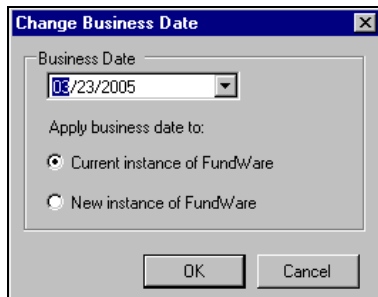 Change Business Date
Business Date
03/23/2005
Apply business date to:
Current instance of FundWare
New instance of FundWare
OK Cancel